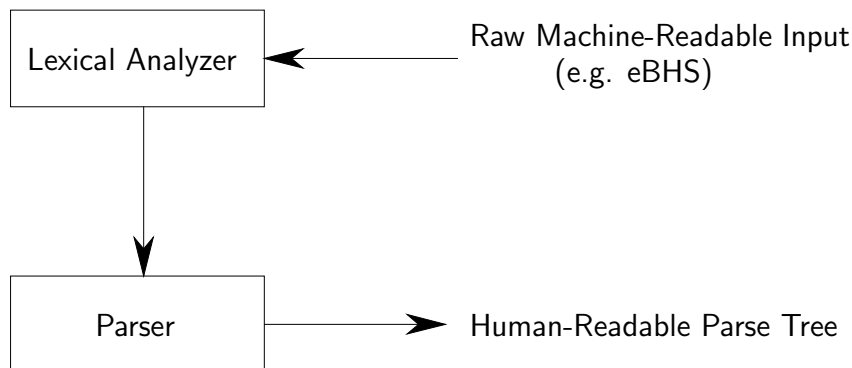 Lexical Analyzer
Raw Machine-Readable Input
(e.g. eBHS)
Parser
Human-Readable Parse Tree